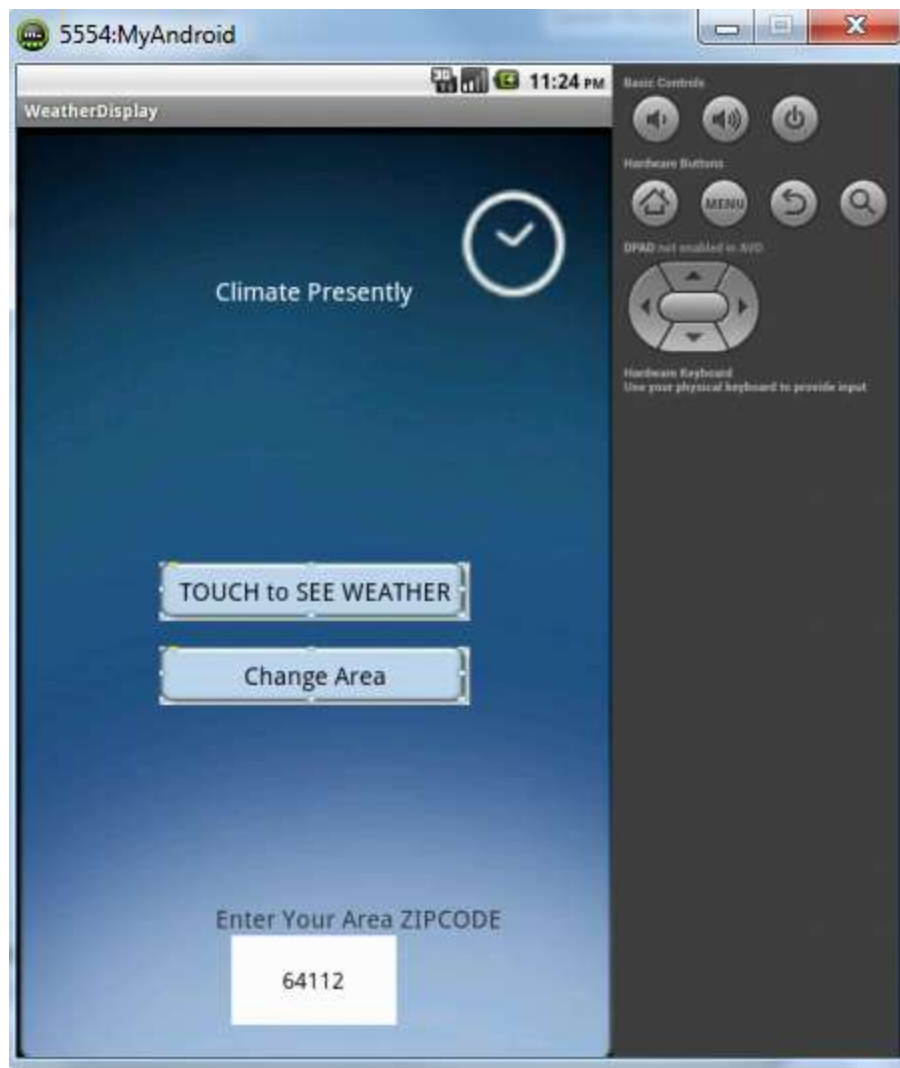 5554:MyAndroid
3G
11:24 PM
WeatherDisplay
Climate Presently
TOUCH to SEE WEATHER
Change Area
Enter Your Area ZIPCODE
64112
Basic Controls
Hardware Buttons
MENU
DPAD not enabled in AVD
Hardware Keyboard
Use your physical keyboard to provide input